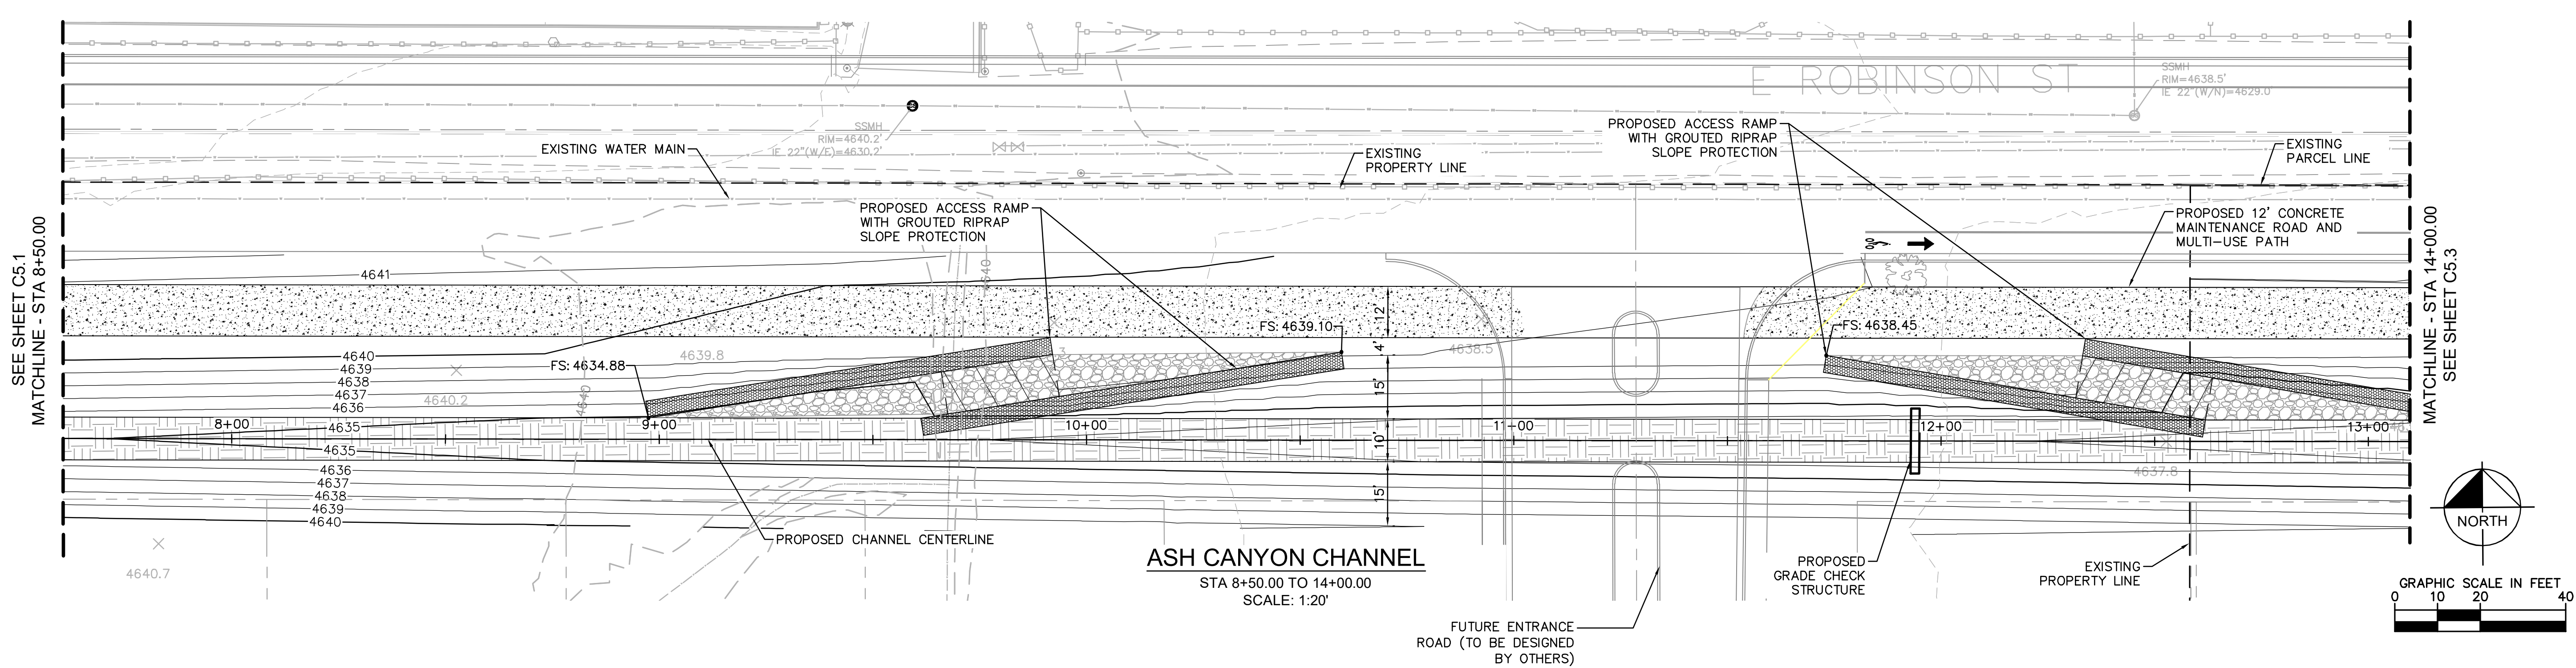 E ROBINSON ST
SSMH
RIM=4638.5'
IE 22"(W/N)=4629.0'
SSMH
RIM=4640.2'
IE 22"(W/E)=4630.2'
PROPOSED ACCESS RAMP
WITH GROUTED RIPRAP
SLOPE PROTECTION
EXISTING WATER MAIN
EXISTING
PROPERTY LINE
EXISTING
PARCEL LINE
PROPOSED ACCESS RAMP
WITH GROUTED RIPRAP
SLOPE PROTECTION
PROPOSED 12' CONCRETE
MAINTENANCE ROAD AND
MULTI-USE PATH
SEE SHEET C5.1
MATCHLINE - STA 8+50.00
MATCHLINE - STA 14+00.00
SEE SHEET C5.3
4641
4640
12'
FS: 4639.10
FS: 4638.45
4640
4639
4638
4636
4635
4639.8
4'
4638.5
FS: 4634.88
15'
4640.2
4640
8+00
9+00
10+00
11+00
12+00
13+00
10'
4635
4636
4637
4638
4639
4640
4637.8
15'
4640.7
PROPOSED CHANNEL CENTERLINE
ASH CANYON CHANNEL
STA 8+50.00 TO 14+00.00
SCALE: 1:20'
PROPOSED
GRADE CHECK
STRUCTURE
EXISTING
PROPERTY LINE
FUTURE ENTRANCE
ROAD (TO BE DESIGNED
BY OTHERS)
NORTH
GRAPHIC SCALE IN FEET
0 10 20 40